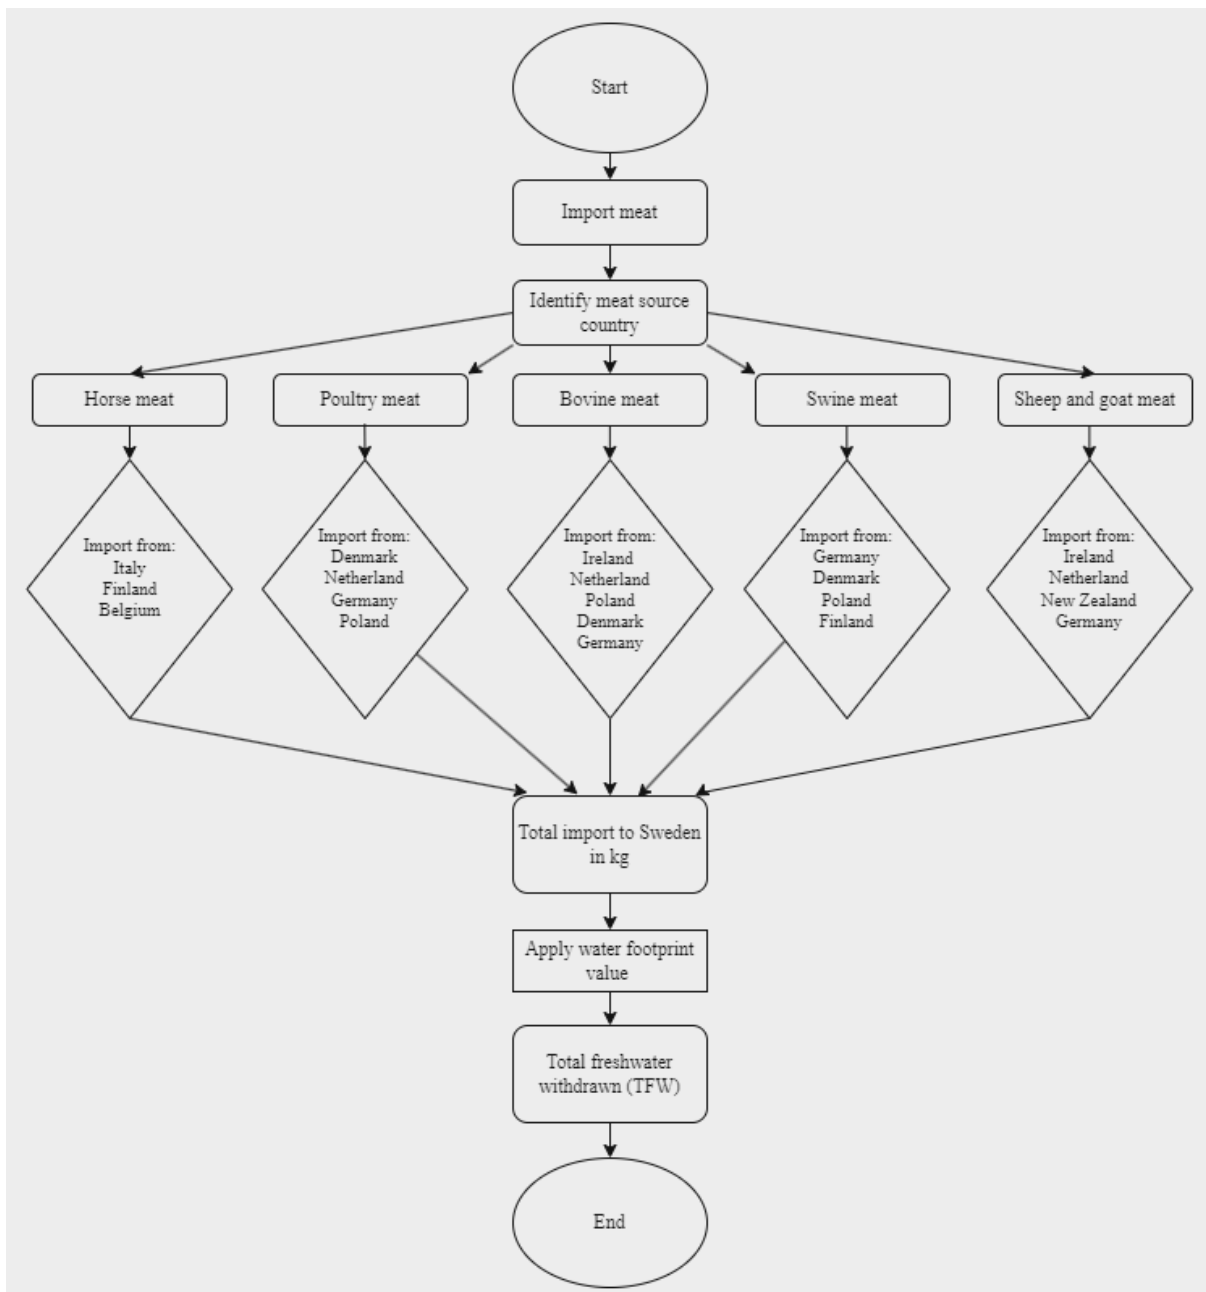 Start
Import meat
Identify meat source
country
Horse meat
Poultry meat
Bovine meat
Swine meat
Sheep and goat meat
Import from:
Italy
Finland
Belgium
Import from:
Denmark
Netherland
Germany
Poland
Import from:
Ireland
Netherland
Poland
Denmark
Germany
Import from:
Germany
Denmark
Poland
Finland
Import from:
Ireland
Netherland
New Zealand
Germany
Total import to Sweden
in kg
Apply water footprint
value
Total freshwater
withdrawn (TFW)
End